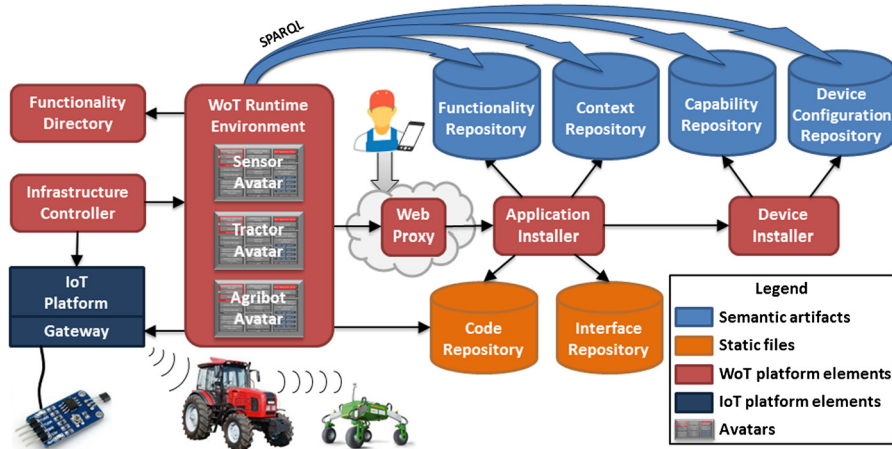 SPARQL
Functionality
Directory
WoT Runtime
Environment
Functionality
Repository
Context
Repository
Capability
Repository
Device
Configuration
Repository
Sensor
Avatar
Infrastructure
Controller
Tractor
Avatar
Web
Proxy
Application
Installer
Device
Installer
IoT
Platform
Gateway
Agribot
Avatar
Code
Repository
Interface
Repository
Legend
Semantic artifacts
Static files
WoT platform elements
IoT platform elements
Avatars